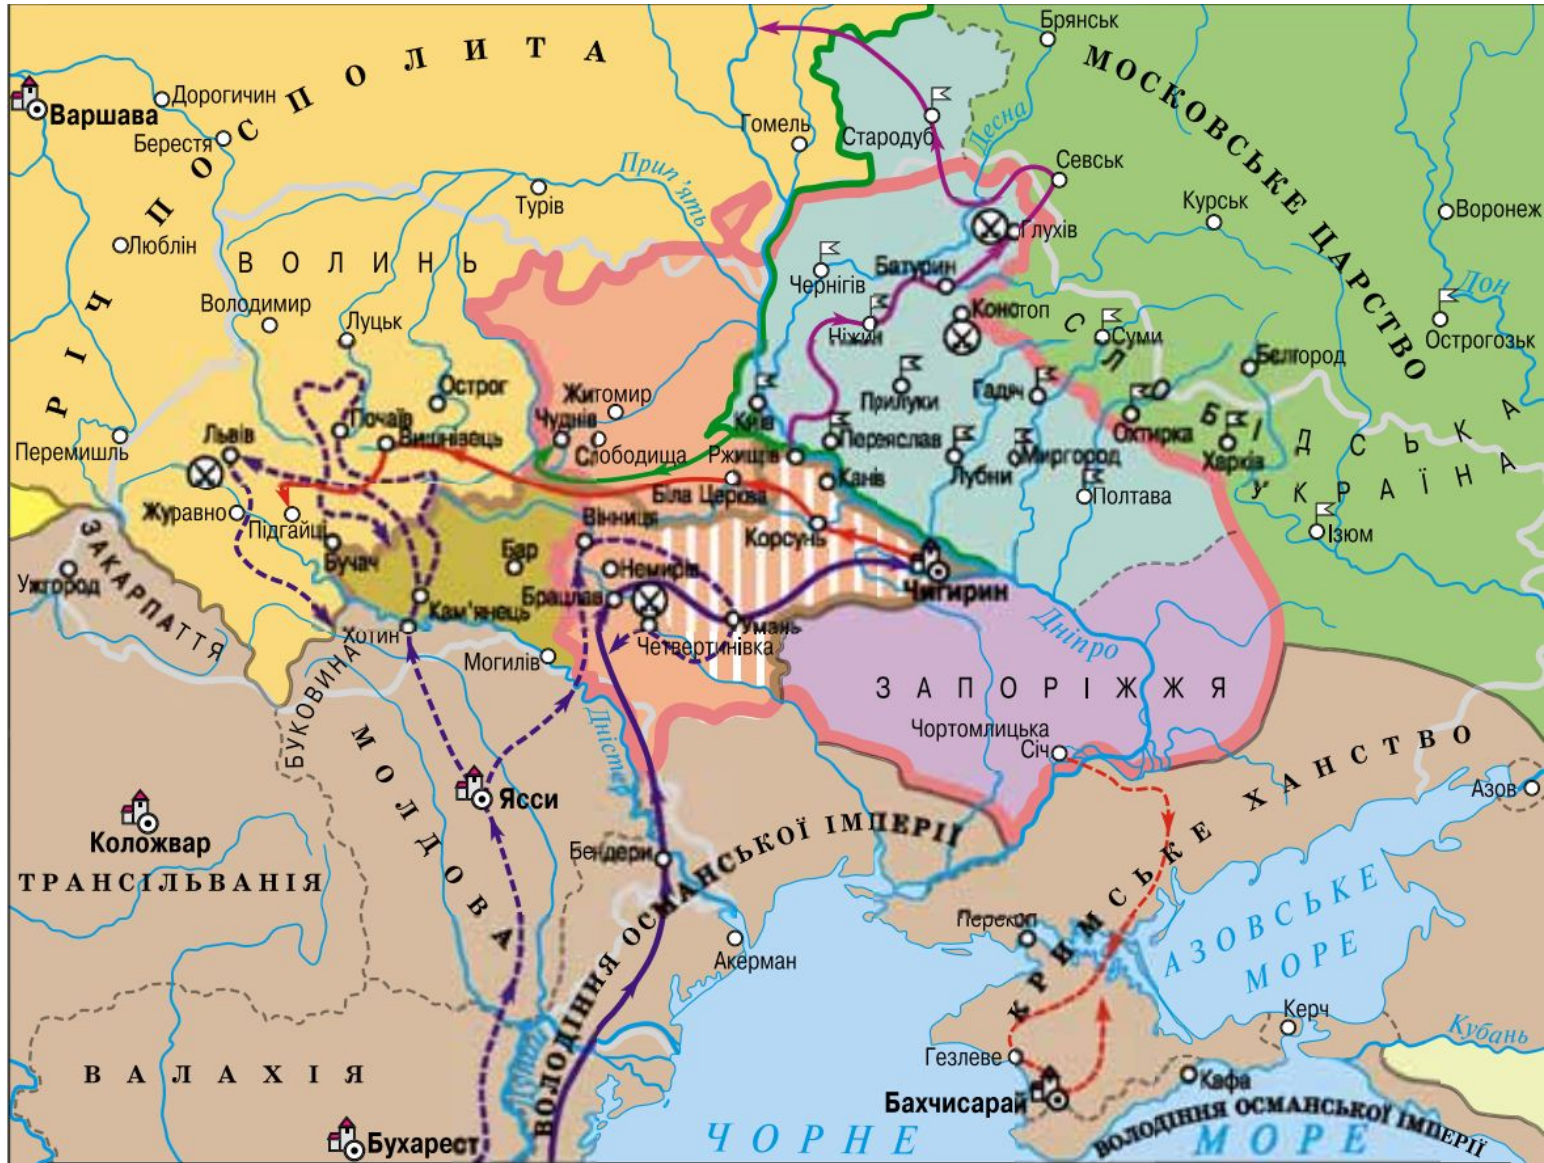 РІЧ ПОСПОЛИТА
МОСКОВСЬКЕ ЦАРСТВО
Брянськ
Варшава
Дорогичин
Берестя
Гомель
Стародуб
Десна
Севськ
Прип'ять
Турів
Курськ
Воронеж
Люблін
ВОЛИНЬ
Глухів
Чернігів
Батурин
Дон
Володимир
Луцьк
Конотоп
Ніжин
Суми
Острогозьк
Бєлгород
СЛОБІДСЬКА
УКРАЇНА
Острог
Житомир
Київ
Прилуки
Гадяч
Охтирка
Харків
Почаїв
Чуднів
Перемишль
Львів
Вишнівець
Слободища
Ржищів
Переяслав
Лубни
Миргород
Канів
Біла Церква
Полтава
Журавно
Підгайці
Вінниця
Корсунь
Ізюм
ЗАКАРПАТТЯ
Бучач
Бар
Немирів
Ужгород
Кам'янець
Брацлав
Чигирин
Хотин
Умань
Четвертинівка
Дніпро
Могилів
БУКОВИНА
ЗАПОРІЖЖЯ
Дністер
Чортомлицька
Січ
МОЛДОВА
Ясси
Азов
Коложвар
ТРАНСІЛЬВАНІЯ
Бендери
ВОЛОДІННЯ ОСМАНСЬКОЇ ІМПЕРІЇ
КРИМСЬКЕ ХАНСТВО
Перекоп
Акерман
АЗОВСЬКЕ
МОРЕ
Керч
Кубань
Гезлеве
Кафа
ВАЛАХІЯ
Дунай
Бахчисарай
ВОЛОДІННЯ ОСМАНСЬКОЇ ІМПЕРІЇ
Бухарест
ЧОРНЕ МОРЕ